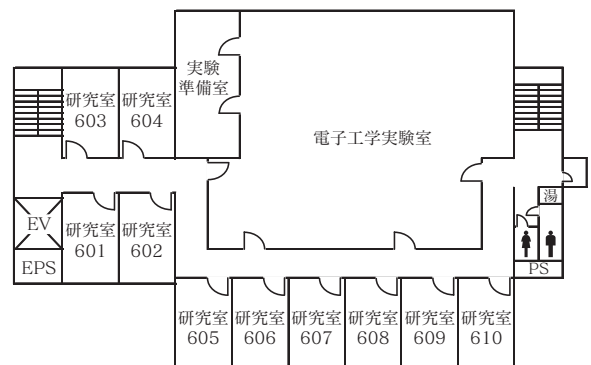 実験
準備室
研究室
603
研究室
604
電子工学実験室
湯
EV
研究室
601
研究室
602
EPS
PS
研究室
605
研究室
606
研究室
607
研究室
608
研究室
609
研究室
610